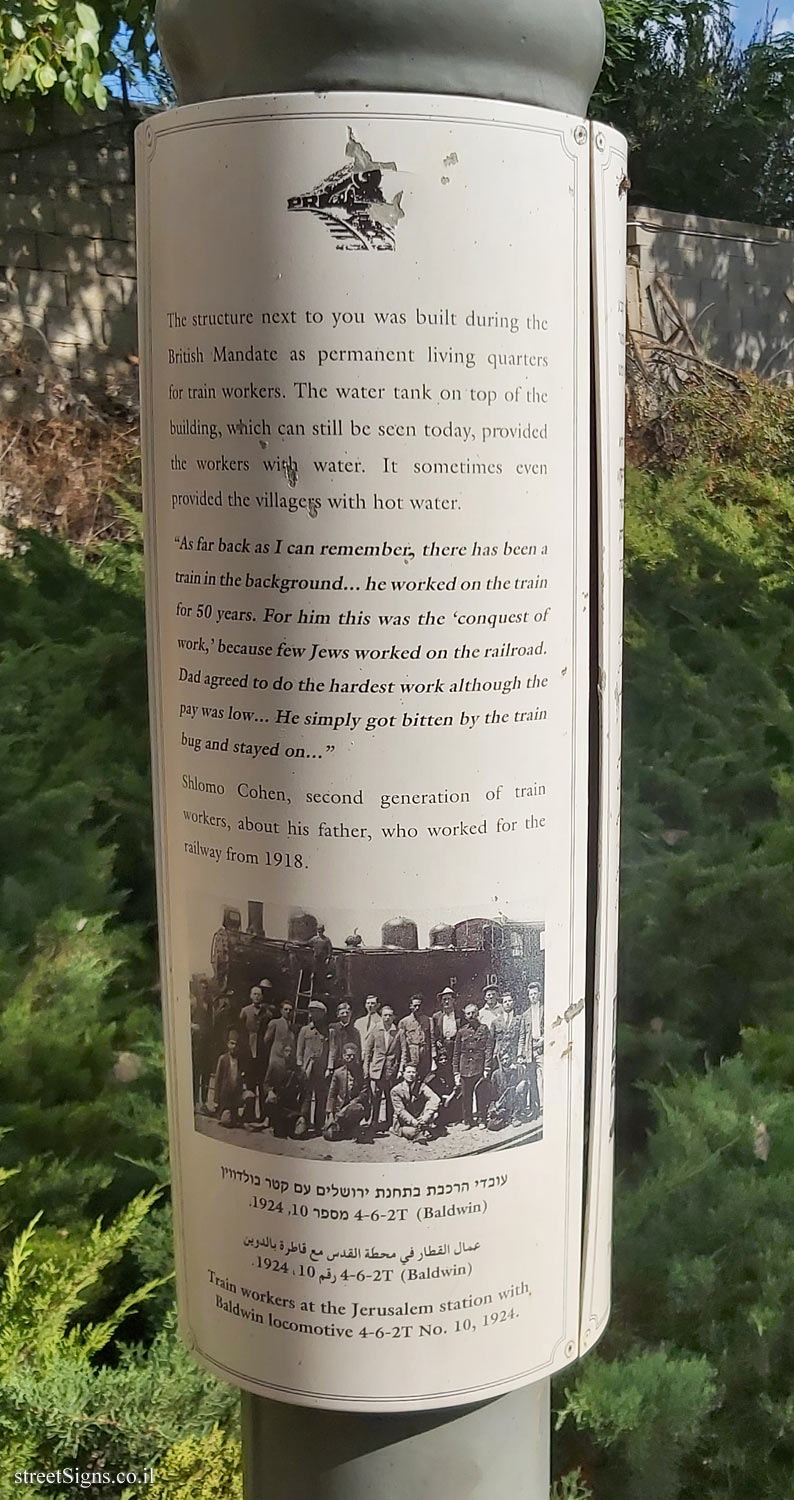 The structure next to you was built during the
British Mandate as permanent living quarters
for train workers. The water tank on top of the
building, which can still be seen today, provided
the workers with water. It sometimes even
provided the villagers with hot water.
"As far back as I can remember, there has been a
train in the background... he worked on the train
for 50 years. For him this was the 'conquest of
work,' because few Jews worked on the railroad.
Dad agreed to do the hardest work although the
pay was low... He simply got bitten by the train
bug and stayed on..."
Shlomo Cohen, second generation of train
workers, about his father, who worked for the
railway from 1918.
10
עובדי הרכבת בתחנת ירושלים עם קטר בולדווין
4-6-2T (Baldwin) מספר 10, 1924.
عمال القطار في محطة القدس مع قاطرة بالدوين
4-6-2T (Baldwin) رقم 10، 1924.
Train workers at the Jerusalem station with,
Baldwin locomotive 4-6-2T No. 10, 1924.
streetSigns.co.il